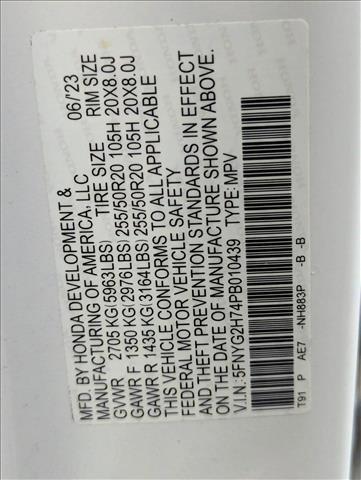 MFD. BY HONDA DEVELOPMENT &
MANUFACTURING OF AMERICA, LLC 06/'23
TIRE SIZE RIM SIZE
GVWR 2705 KG(5963LBS)
GAWR F 1350 KG(2976LBS) 255/50R20 105H 20X8.0J
GAWR R 1435 KG(3164LBS) 255/50R20 105H 20X8.0J
THIS VEHICLE CONFORMS TO ALL APPLICABLE
FEDERAL MOTOR VEHICLE SAFETY
AND THEFT PREVENTION STANDARDS IN EFFECT
ON THE DATE OF MANUFACTURE SHOWN ABOVE.
V.I.N.: 5FNYG2H74PB010439 TYPE: MPV
T91 P AE7 -NH883P -B -B